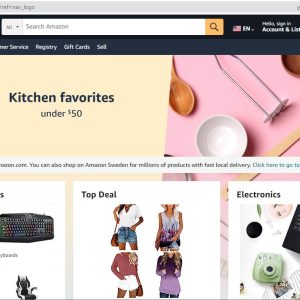 /ref=nav_logo
All
Search Amazon
EN
Hello, sign in
Account & List
mer Service
Registry
Gift Cards
Sell
Kitchen favorites
under $50
mazon.com. You can also shop on Amazon Sweden for millions of products with fast local delivery. Click here to go to
s
Top Deal
Electronics
yboards